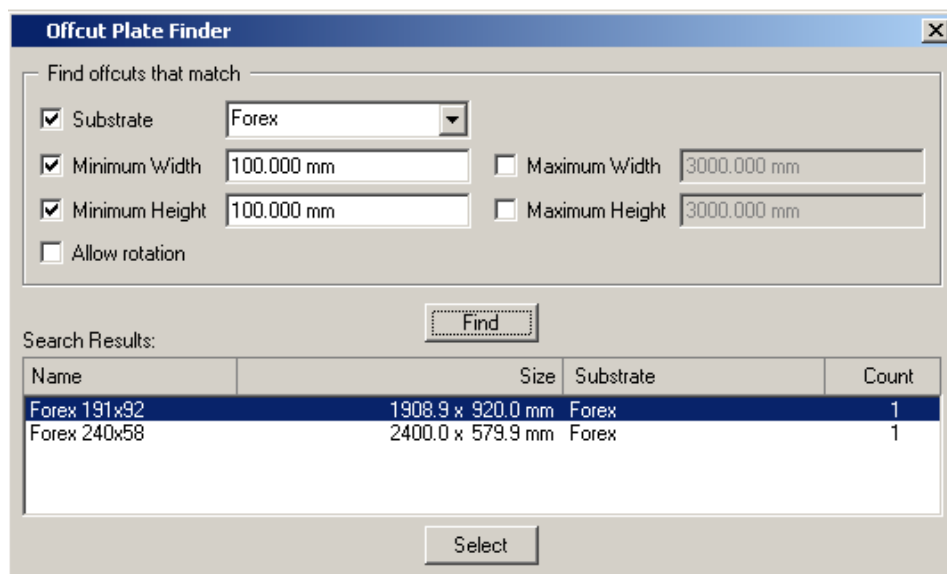 Offcut Plate Finder
Find offcuts that match
Substrate Forex
Minimum Width 100.000 mm Maximum Width 3000.000 mm
Minimum Height 100.000 mm Maximum Height 3000.000 mm
Allow rotation
Find
Search Results:
Name Size Substrate Count
Forex 191x92 1908.9 x 920.0 mm Forex 1
Forex 240x58 2400.0 x 579.9 mm Forex 1
Select